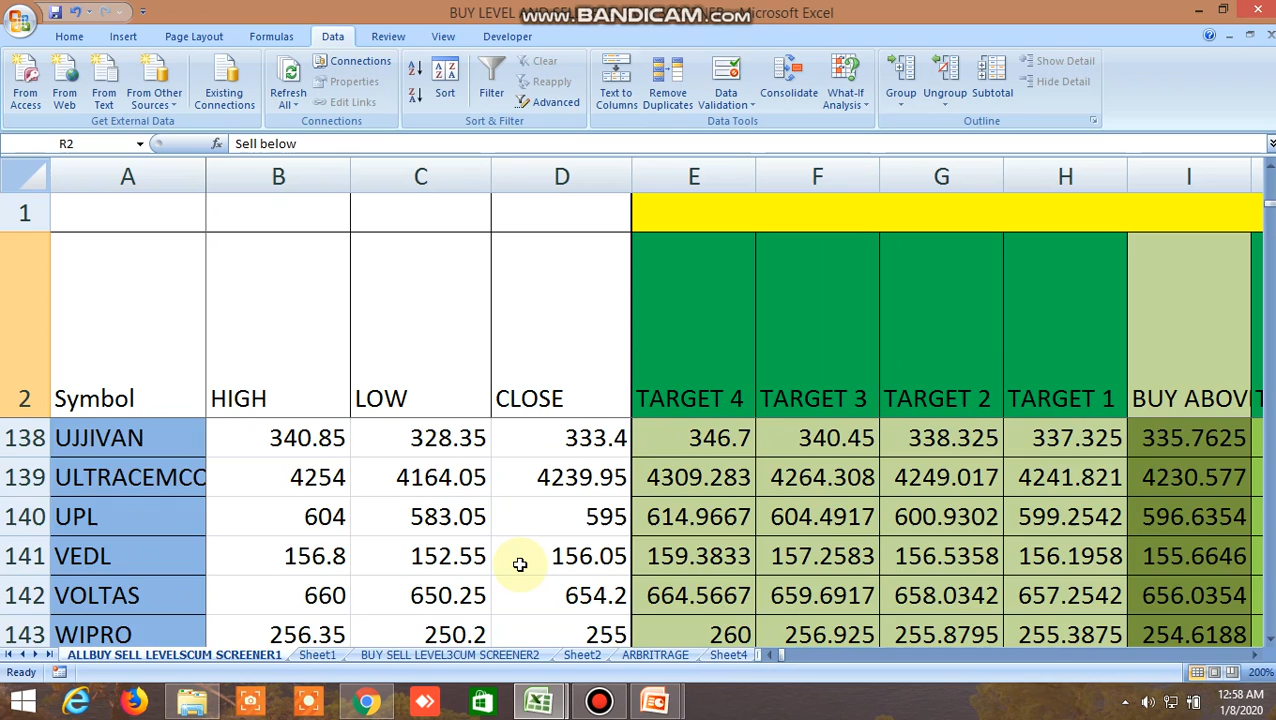 BUY LEVEL AND SEL
www.BANDICAM.com
NER - Microsoft Excel
Home Insert Page Layout Formulas Data Review View Developer
From Access
From Web
From Text
From Other Sources
Existing Connections
Get External Data
Refresh All
Connections
Properties
Edit Links
Connections
Sort
Filter
Clear
Reapply
Advanced
Sort & Filter
Text to Columns
Remove Duplicates
Data Validation
Consolidate
What-If Analysis
Data Tools
Group
Ungroup
Subtotal
Show Detail
Hide Detail
Outline
R2 fx Sell below
A B C D E F G H I
1
2 Symbol HIGH LOW CLOSE TARGET 4 TARGET 3 TARGET 2 TARGET 1 BUY ABOV T
138 UJJIVAN 340.85 328.35 333.4 346.7 340.45 338.325 337.325 335.7625
139 ULTRACEMCO 4254 4164.05 4239.95 4309.283 4264.308 4249.017 4241.821 4230.577
140 UPL 604 583.05 595 614.9667 604.4917 600.9302 599.2542 596.6354
141 VEDL 156.8 152.55 156.05 159.3833 157.2583 156.5358 156.1958 155.6646
142 VOLTAS 660 650.25 654.2 664.5667 659.6917 658.0342 657.2542 656.0354
143 WIPRO 256.35 250.2 255 260 256.925 255.8795 255.3875 254.6188
ALLBUY SELL LEVELSCUM SCREENER1 Sheet1 BUY SELL LEVEL3CUM SCREENER2 Sheet2 ARBRITRAGE Sheet4
Ready 200%
12:58 AM
1/8/2020